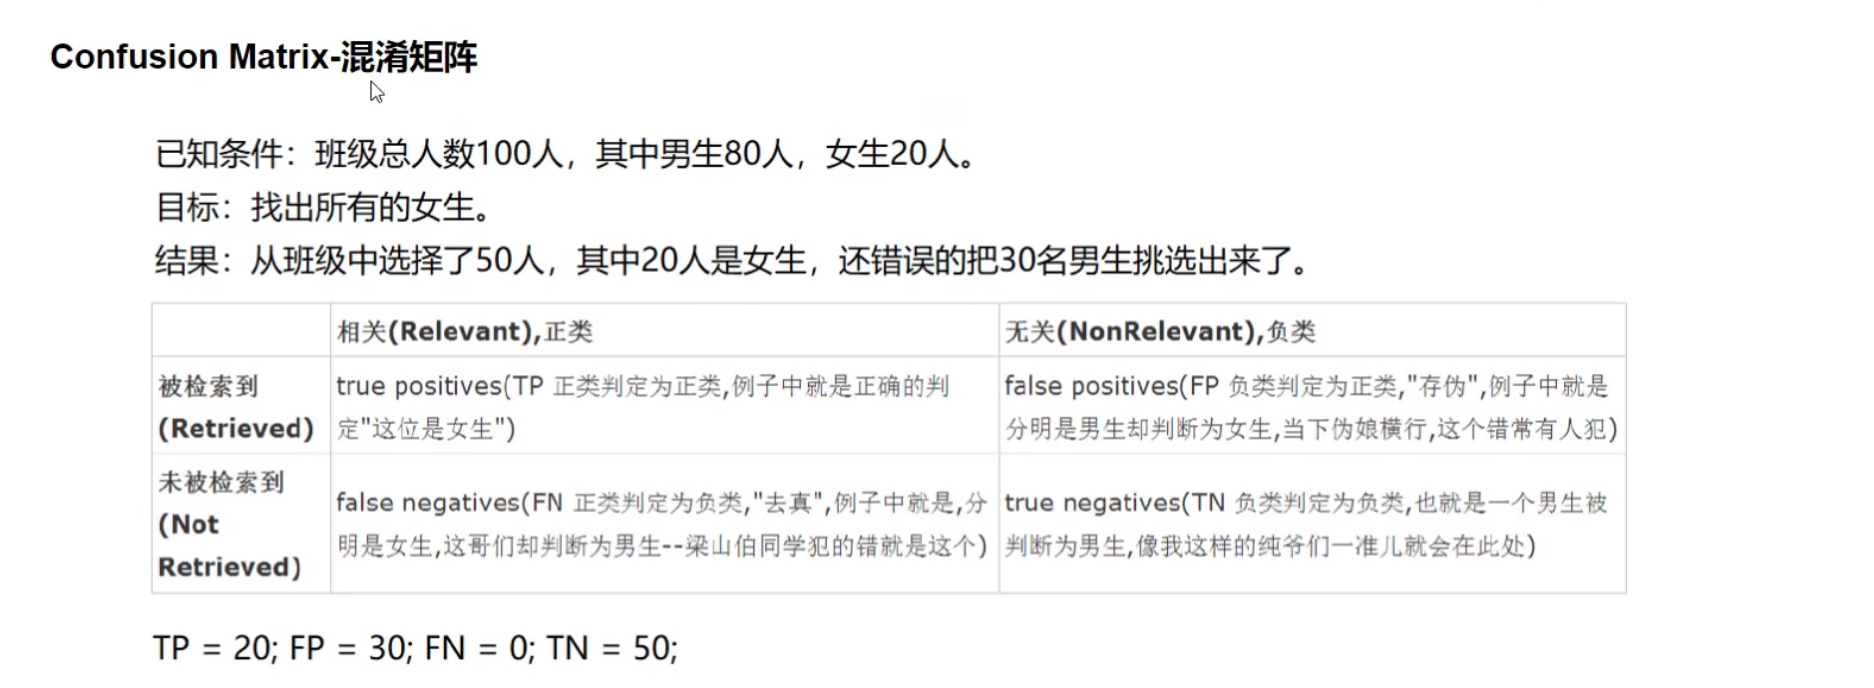 Confusion Matrix-混淆矩阵
已知条件：班级总人数100人，其中男生80人，女生20人。
目标：找出所有的女生。
结果：从班级中选择了50人，其中20人是女生，还错误的把30名男生挑选出来了。
相关(Relevant),正类
无关(NonRelevant),负类
被检索到
(Retrieved)
true positives(TP 正类判定为正类,例子中就是正确的判
定"这位是女生")
false positives(FP 负类判定为正类,"存伪",例子中就是
分明是男生却判断为女生,当下伪娘横行,这个错常有人犯)
未被检索到
(Not
Retrieved)
false negatives(FN 正类判定为负类,"去真",例子中就是,分
明是女生,这哥们却判断为男生--梁山伯同学犯的错就是这个)
true negatives(TN 负类判定为负类,也就是一个男生被
判断为男生,像我这样的纯爷们一准儿就会在此处)
TP = 20; FP = 30; FN = 0; TN = 50;